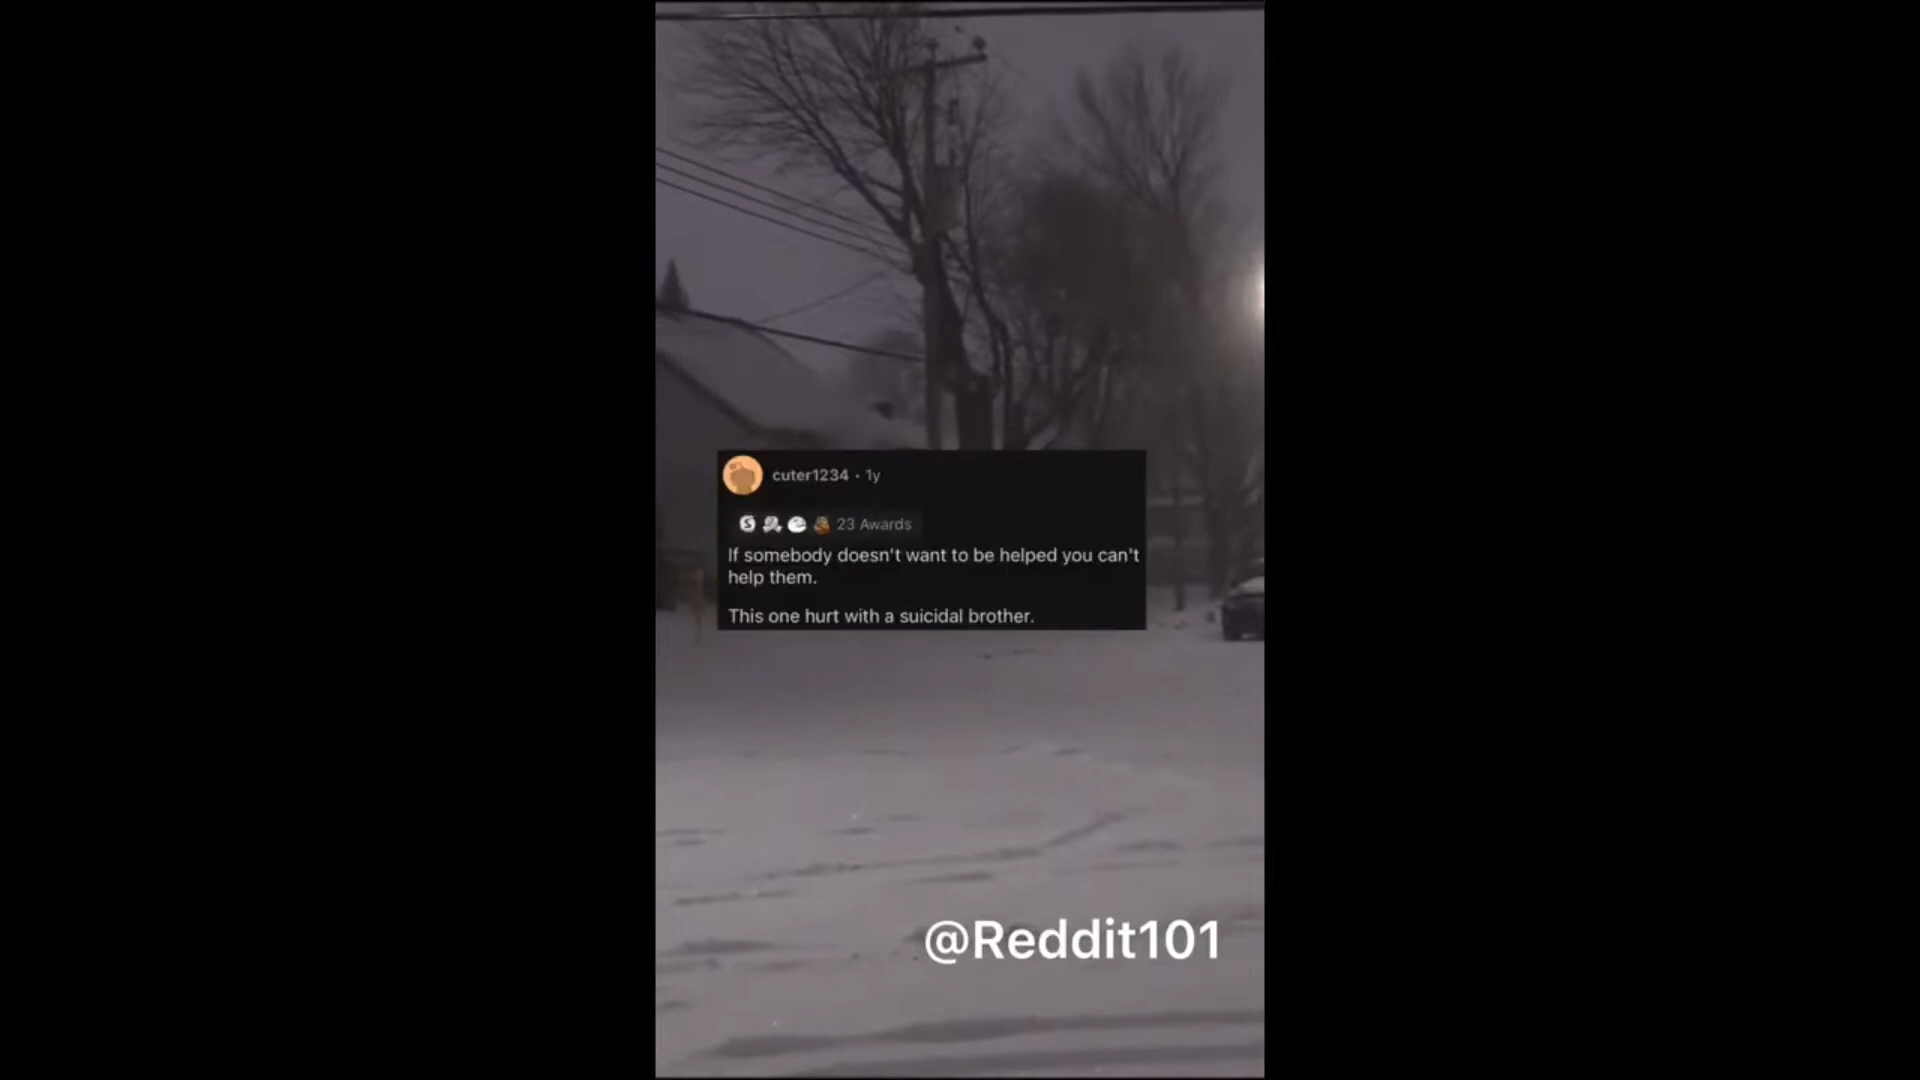 cuter1234 · 1y
23 Awards
If somebody doesn't want to be helped you can't
help them.
This one hurt with a suicidal brother.
@Reddit101